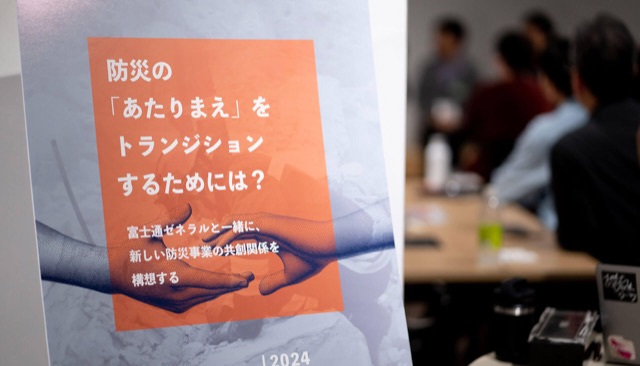 防災の
「あたりまえ」を
トランジション
するためには？
富士通ゼネラルと一緒に、
新しい防災事業の共創関係を
構想する
2024